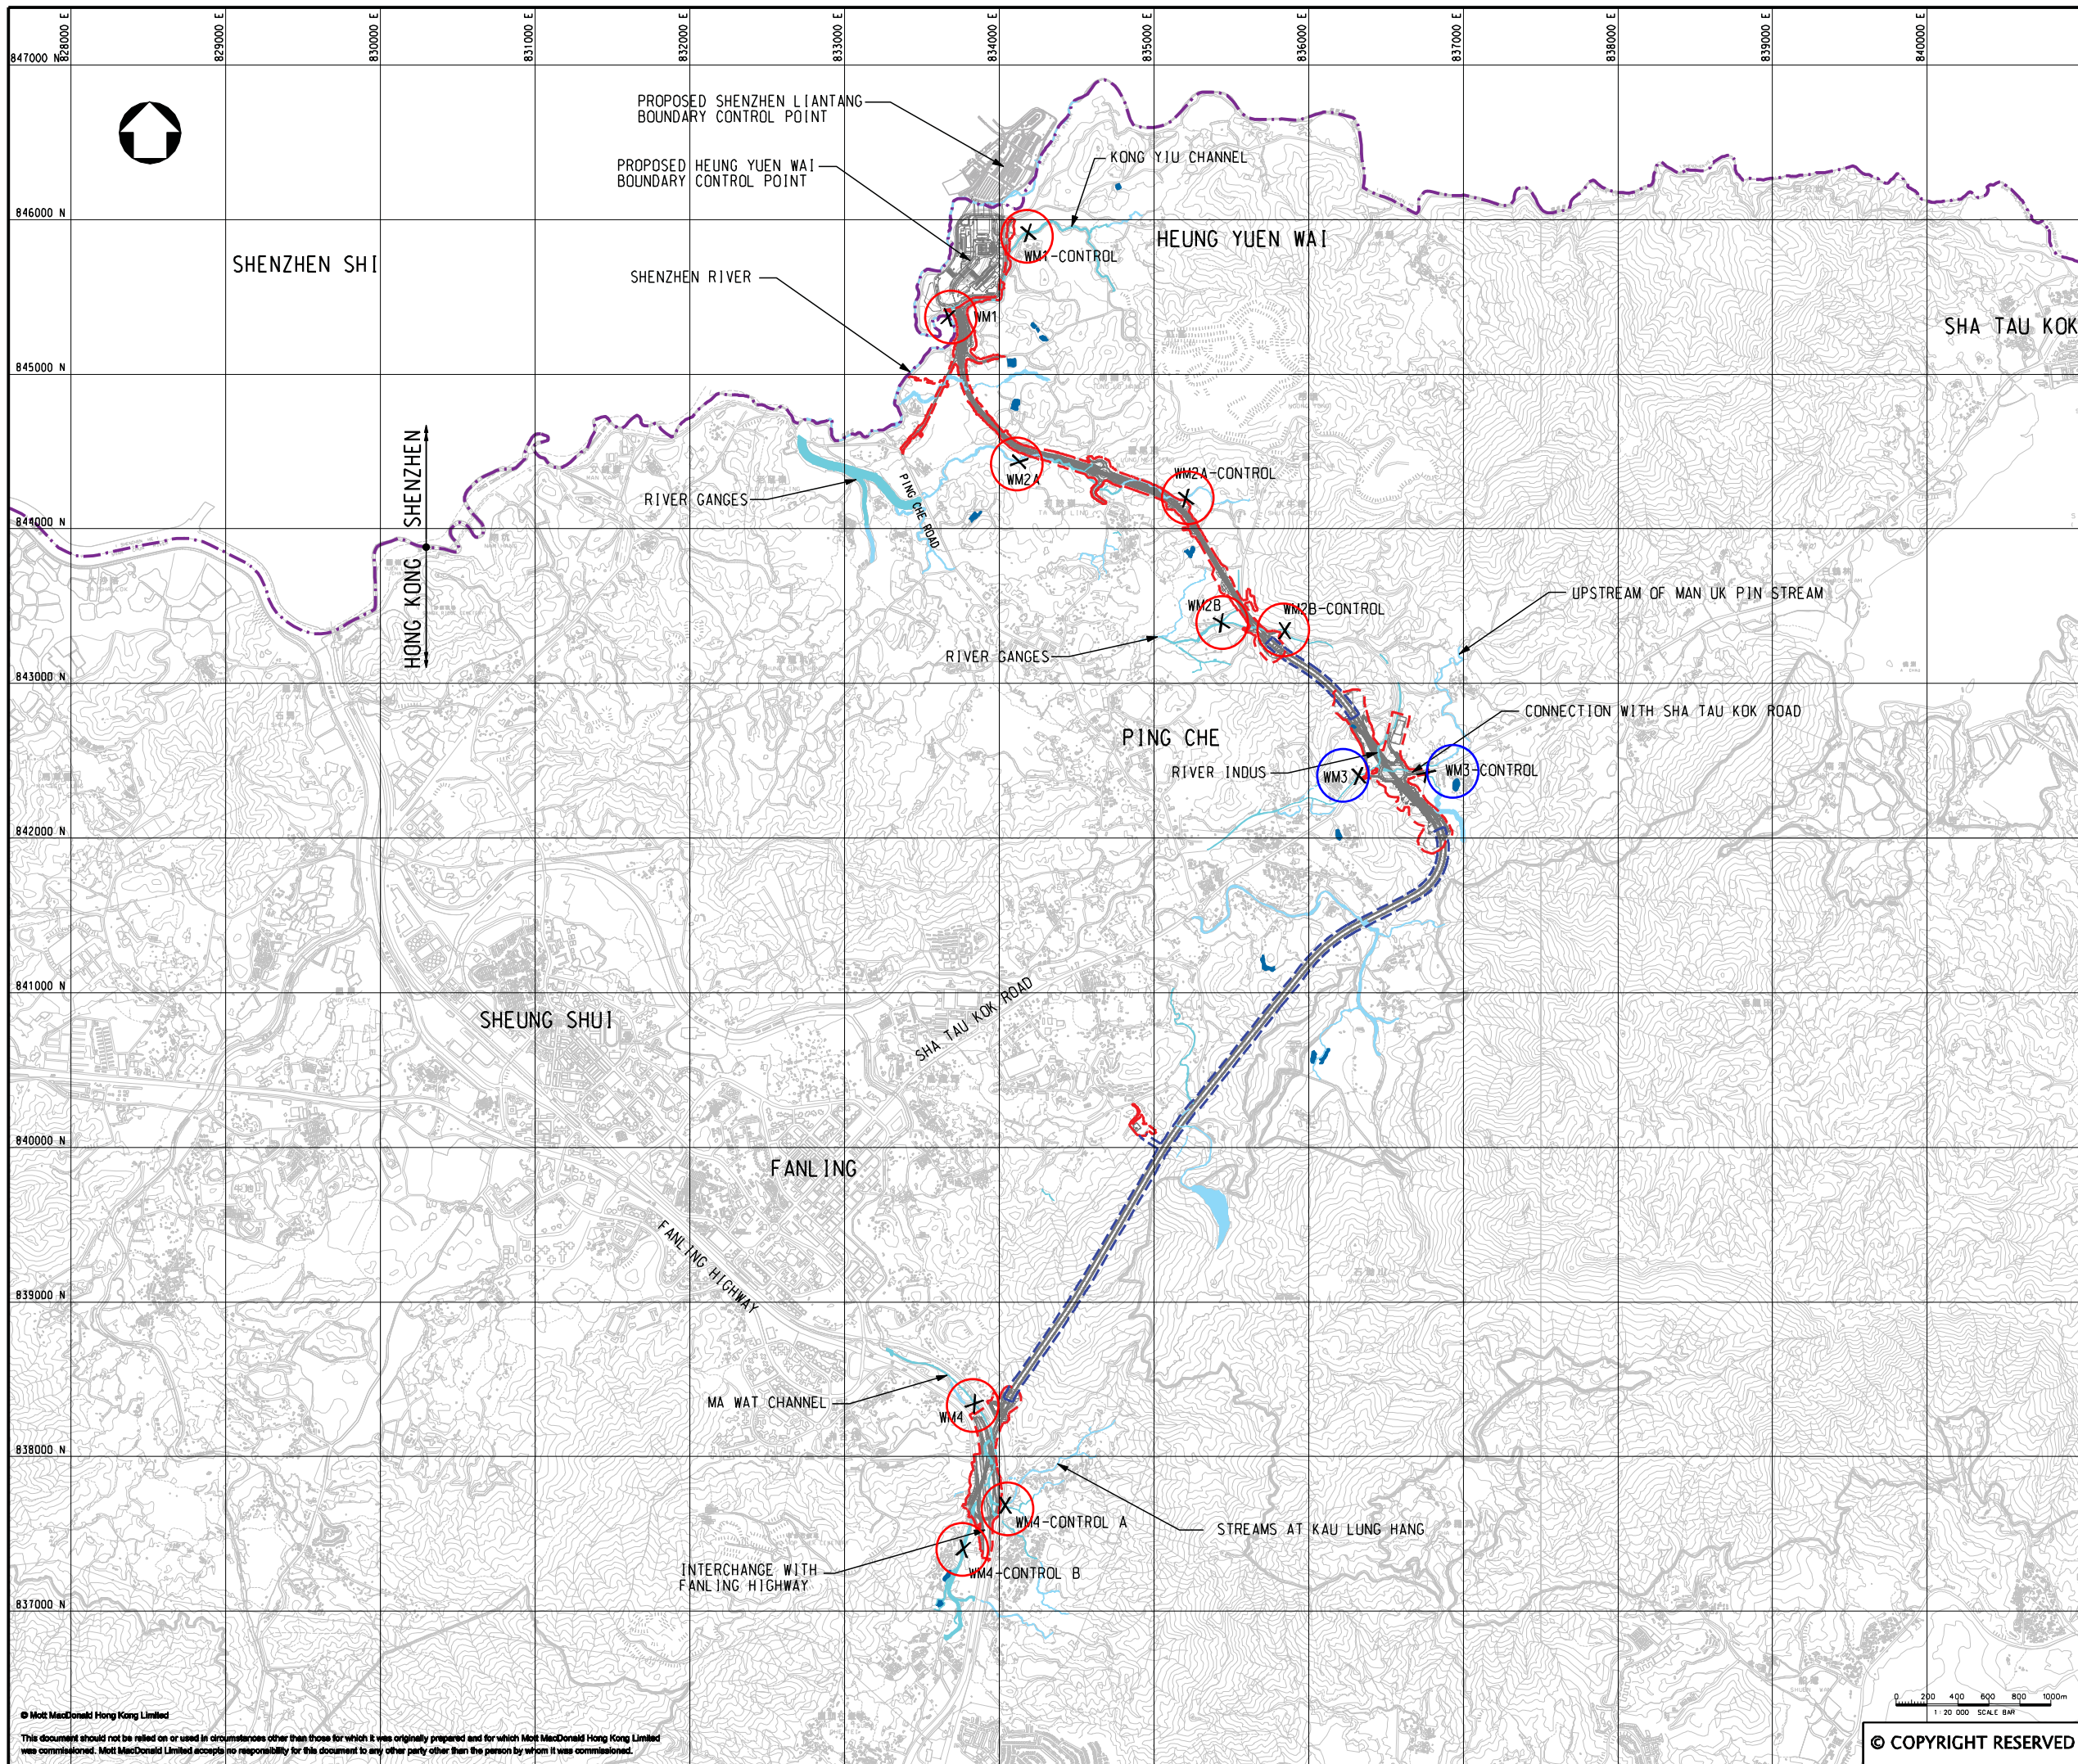 828000 E
829000 E
830000 E
831000 E
832000 E
833000 E
834000 E
835000 E
836000 E
837000 E
838000 E
839000 E
840000 E
847000 N
PROPOSED SHENZHEN LIANTANG
BOUNDARY CONTROL POINT
PROPOSED HEUNG YUEN WAI
BOUNDARY CONTROL POINT
KONG YIU CHANNEL
846000 N
HEUNG YUEN WAI
WM1-CONTROL
SHENZHEN SHI
SHENZHEN RIVER
WM1
SHA TAU KOK
845000 N
HONG KONG
SHENZHEN
WM2A
WM2A-CONTROL
RIVER GANGES
PING CHE ROAD
844000 N
UPSTREAM OF MAN UK PIN STREAM
WM2B
WM2B-CONTROL
RIVER GANGES
843000 N
CONNECTION WITH SHA TAU KOK ROAD
PING CHE
RIVER INDUS
WM3
WM3-CONTROL
842000 N
841000 N
SHEUNG SHUI
SHA TAU KOK ROAD
840000 N
FANLING
FANLING HIGHWAY
839000 N
MA WAT CHANNEL
WM4
838000 N
WM4-CONTROL A
STREAMS AT KAU LUNG HANG
INTERCHANGE WITH
FANLING HIGHWAY
WM4-CONTROL B
837000 N
0 200 400 600 800 1000m
1 : 20 000 SCALE BAR
© Mott MacDonald Hong Kong Limited
This document should not be relied on or used in circumstances other than those for which it was originally prepared and for which Mott MacDonald Hong Kong Limited
was commissioned. Mott MacDonald Limited accepts no responsibility for this document to any other party other than the person by whom it was commissioned.
© COPYRIGHT RESERVED